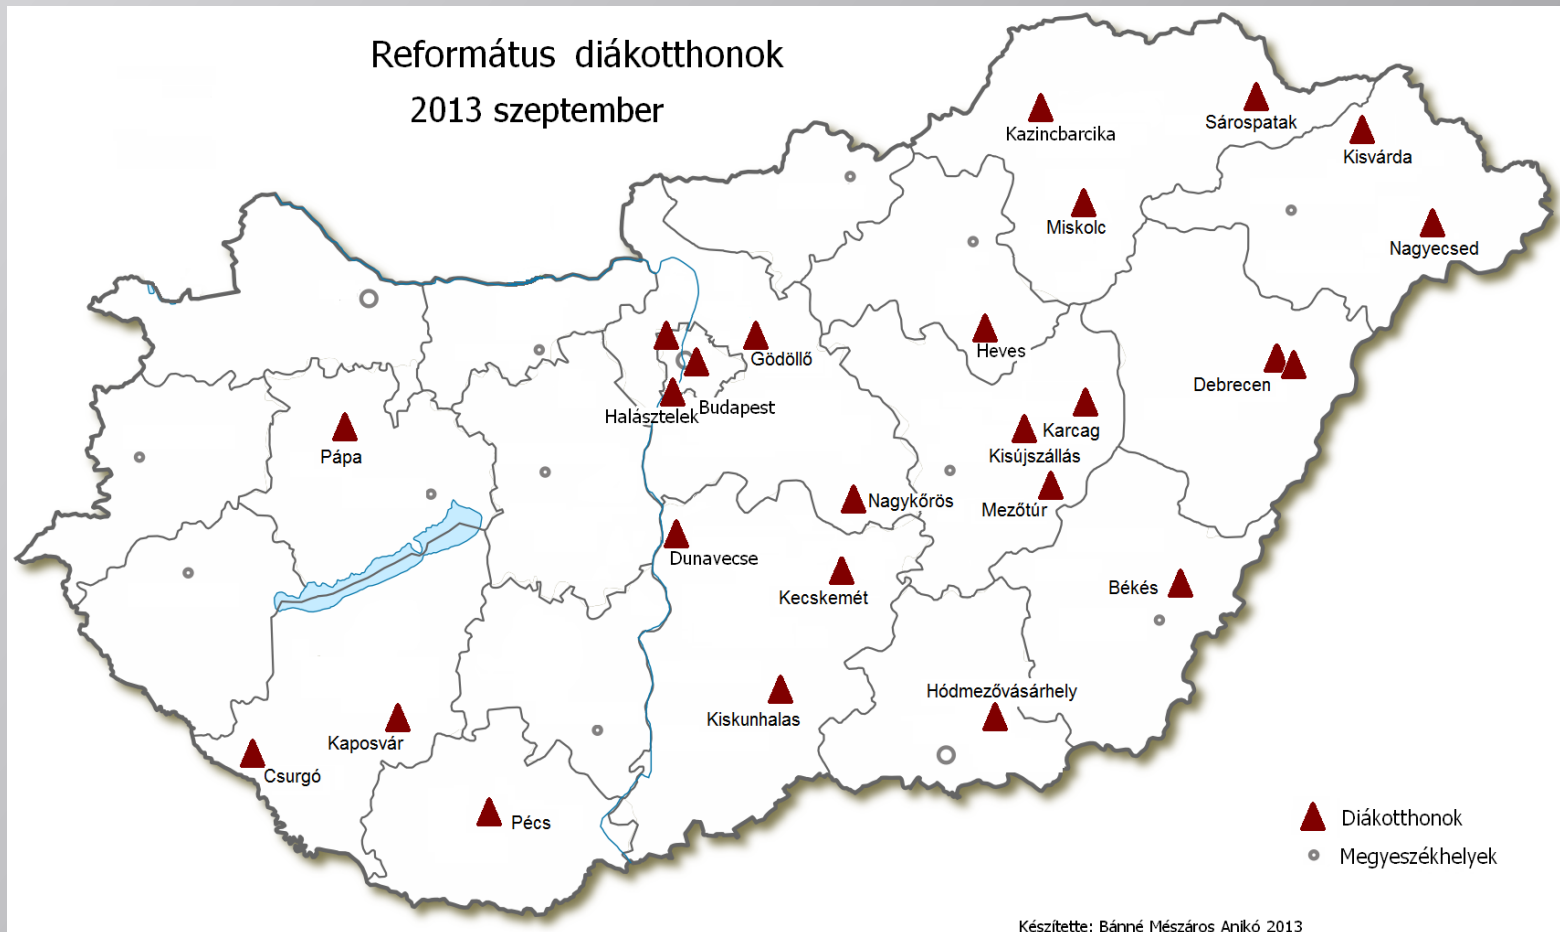 Református diákotthonok
2013 szeptember
Kazincbarcika
Sárospatak
Kisvárda
Miskolc
Nagyecsed
Gödöllő
Heves
Debrecen
Halásztelek
Budapest
Karcag
Kisújszállás
Pápa
Nagykőrös
Mezőtúr
Dunavecse
Kecskemét
Békés
Hódmezővásárhely
Kiskunhalas
Kaposvár
Csurgó
Pécs
Diákotthonok
Megyeszékhelyek
Készítette: Bánné Mészáros Anikó 2013